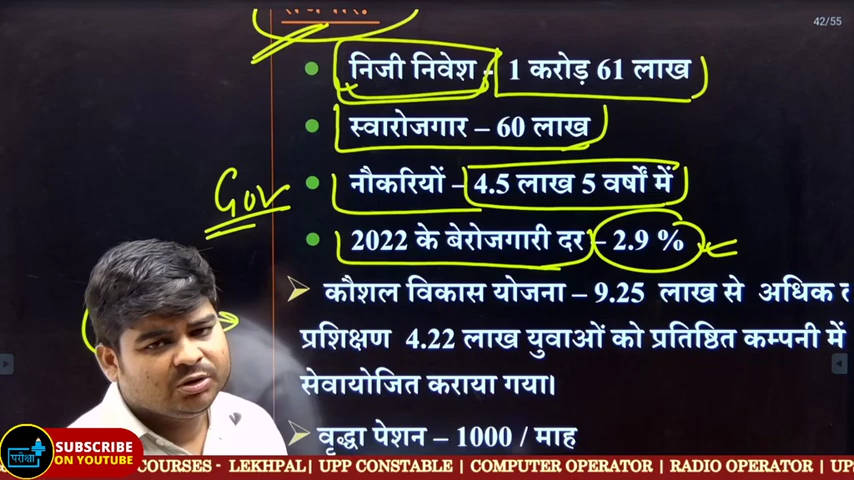 42/55
निजी निवेश - 1 करोड़ 61 लाख
स्वारोजगार – 60 लाख
Gov नौकरियों – 4.5 लाख 5 वर्षों में
2022 के बेरोजगारी दर – 2.9 %
कौशल विकास योजना – 9.25 लाख से अधिक
प्रशिक्षण 4.22 लाख युवाओं को प्रतिष्ठित कम्पनी में
सेवायोजित कराया गया।
वृद्धा पेशन – 1000 / माह
परीक्षा
SUBSCRIBE
ON YOUTUBE
COURSES - LEKHPAL| UPP CONSTABLE | COMPUTER OPERATOR | RADIO OPERATOR | UP